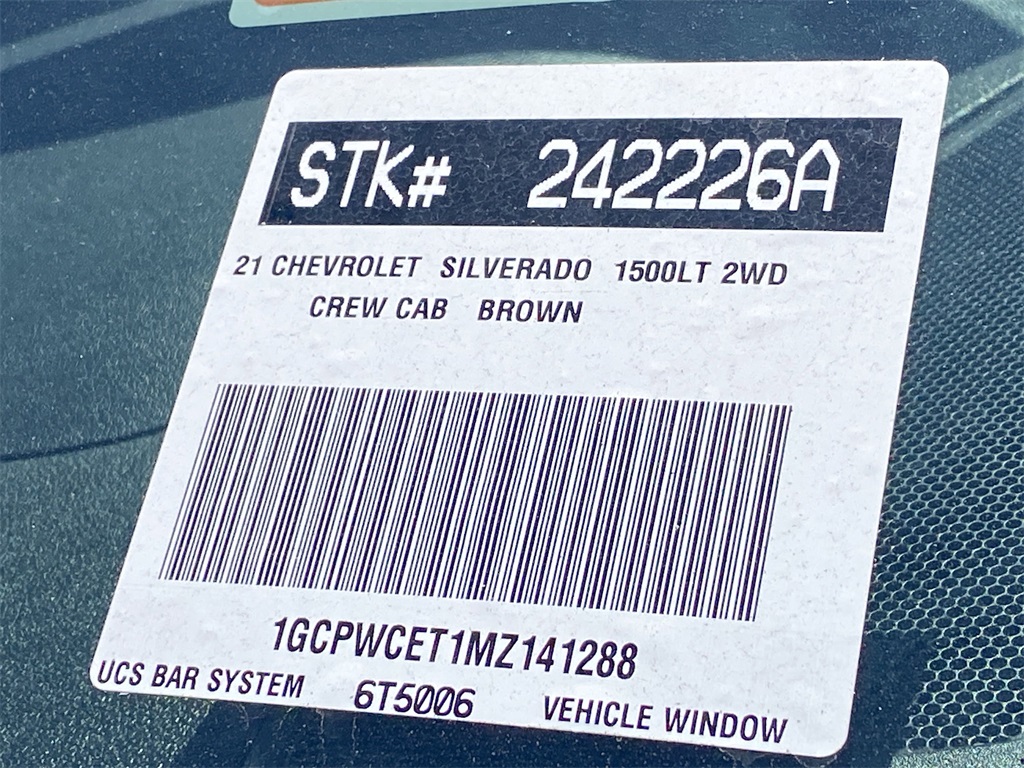 STK# 242226A
21 CHEVROLET SILVERADO 1500LT 2WD
CREW CAB BROWN
1GCPWCET1MZ141288
UCS BAR SYSTEM 6T5006 VEHICLE WINDOW